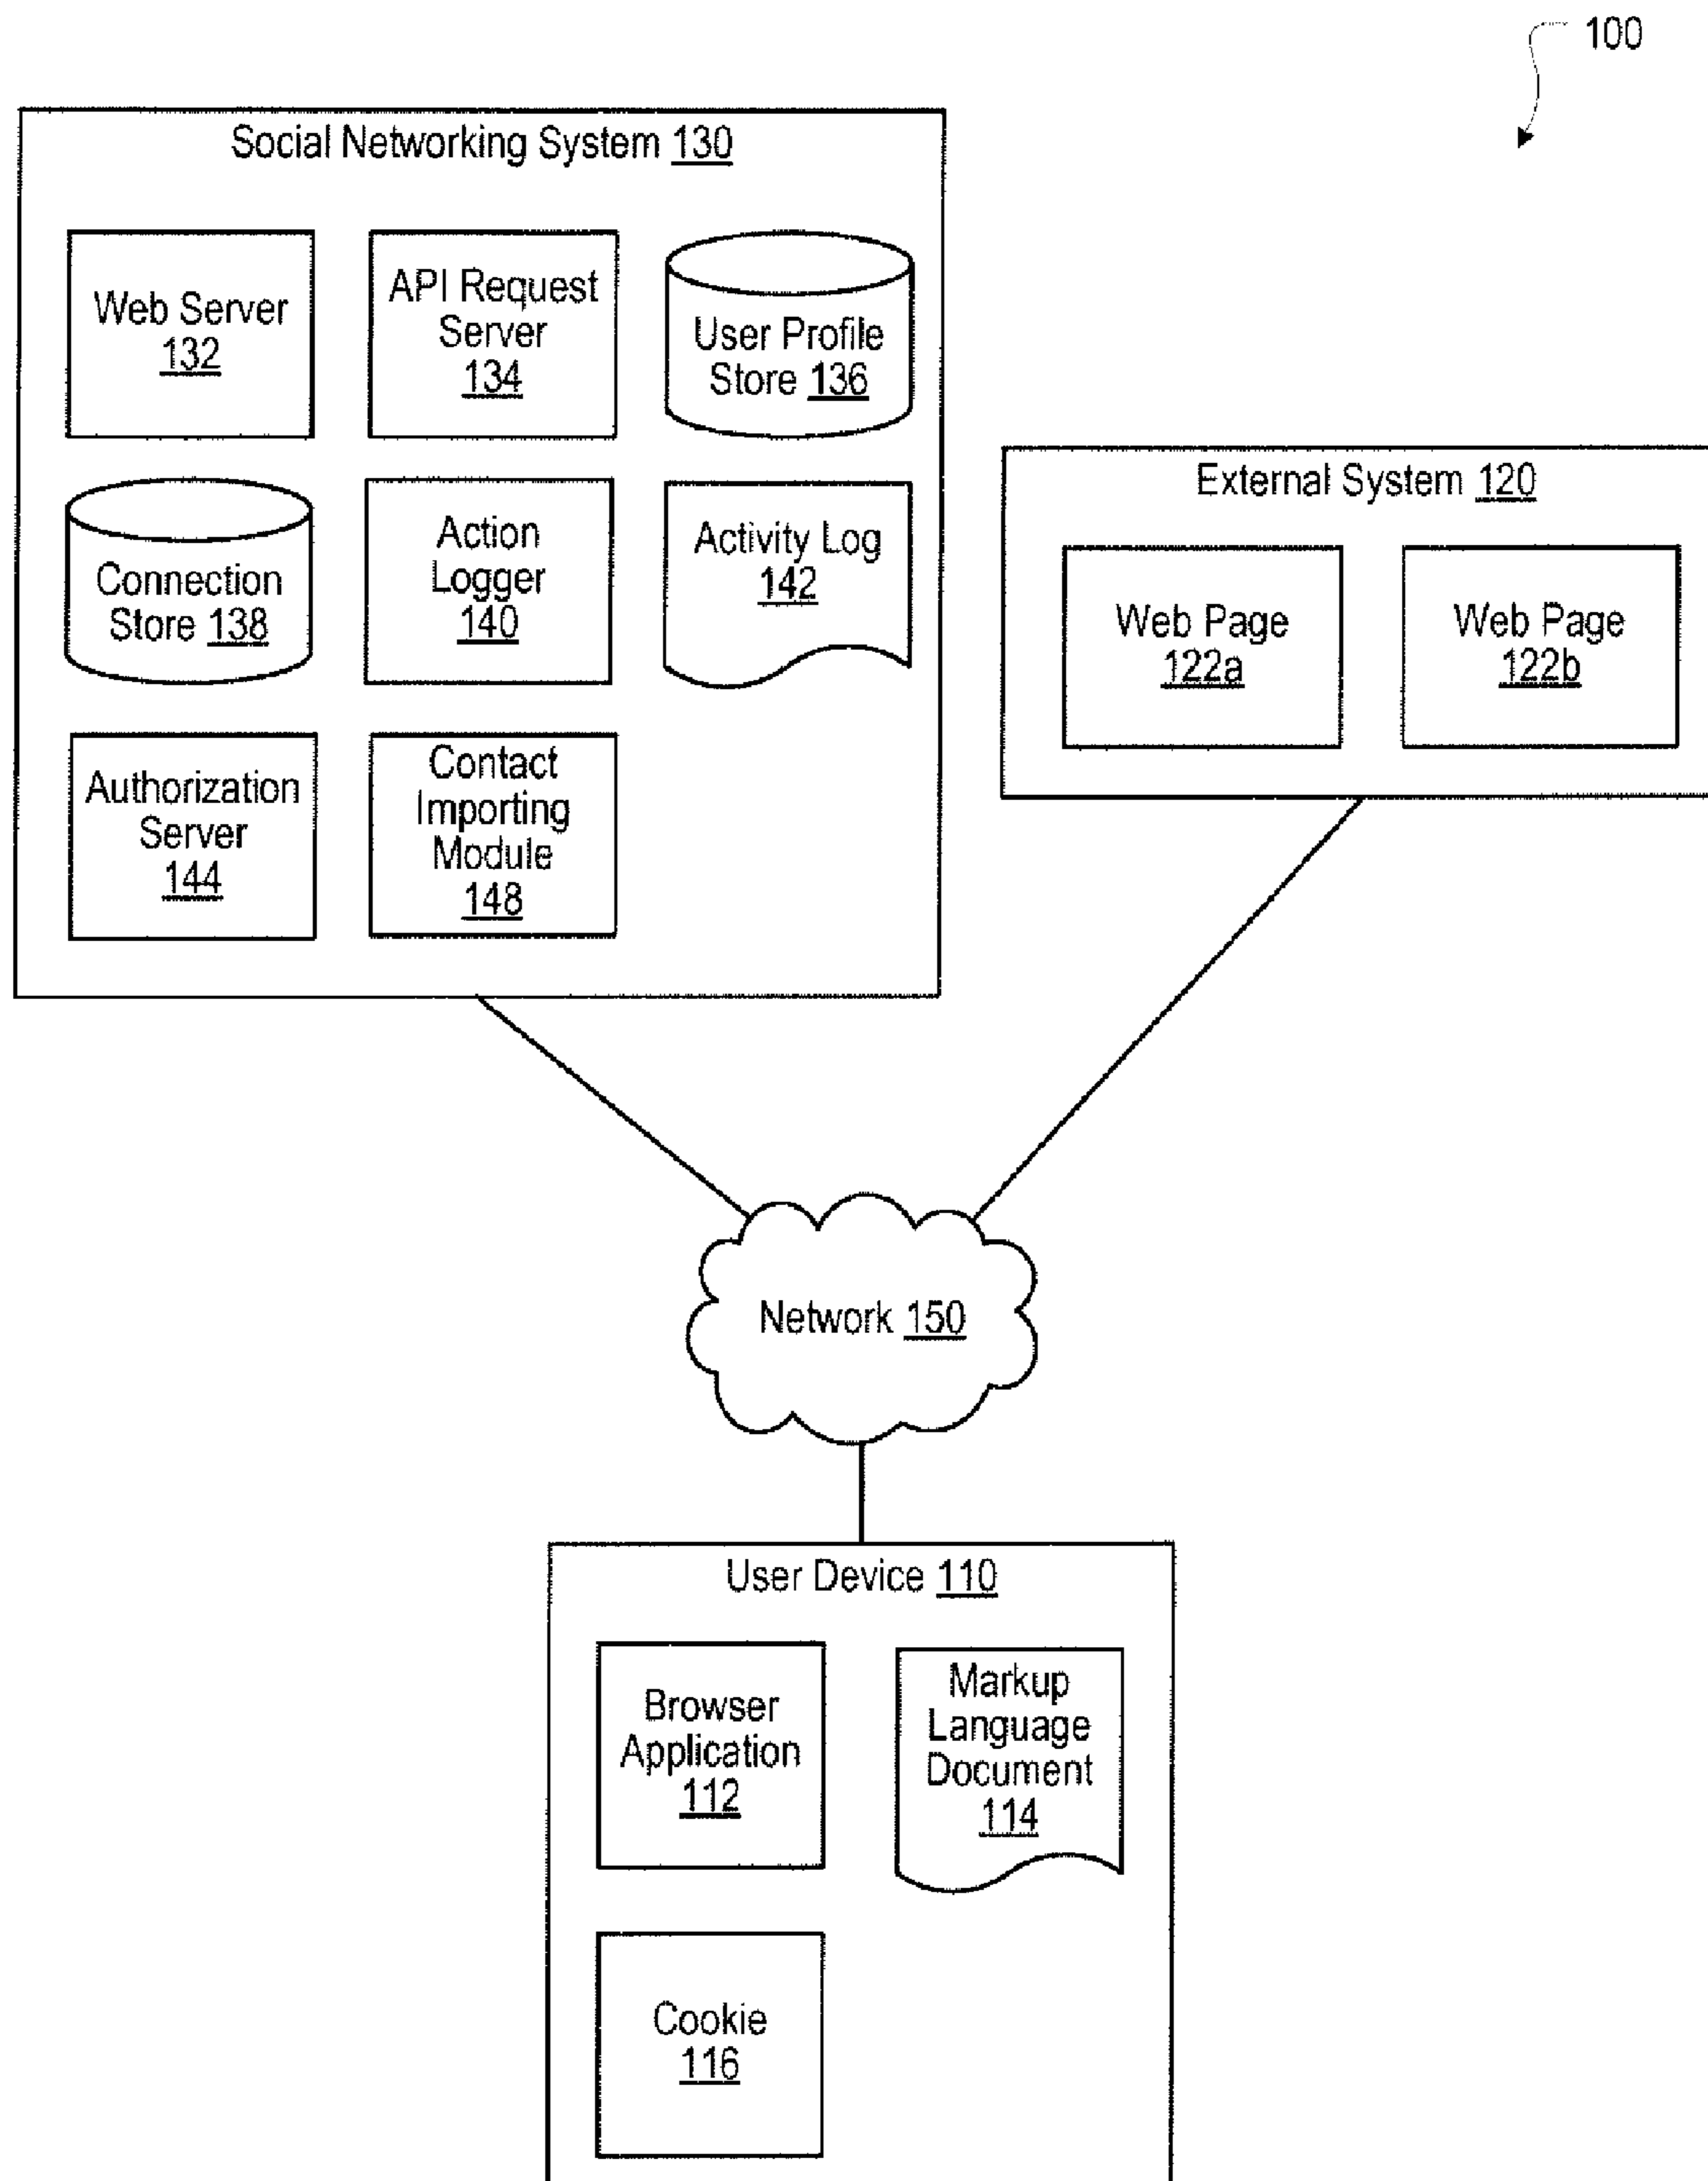 100
Social Networking System 130
Web Server
132
API Request
Server
134
User Profile
Store 136
Connection
Store 138
Action
Logger
140
Activity Log
142
Authorization
Server
144
Contact
Importing
Module
148
External System 120
Web Page
122a
Web Page
122b
Network 150
User Device 110
Browser
Application
112
Markup
Language
Document
114
Cookie
116